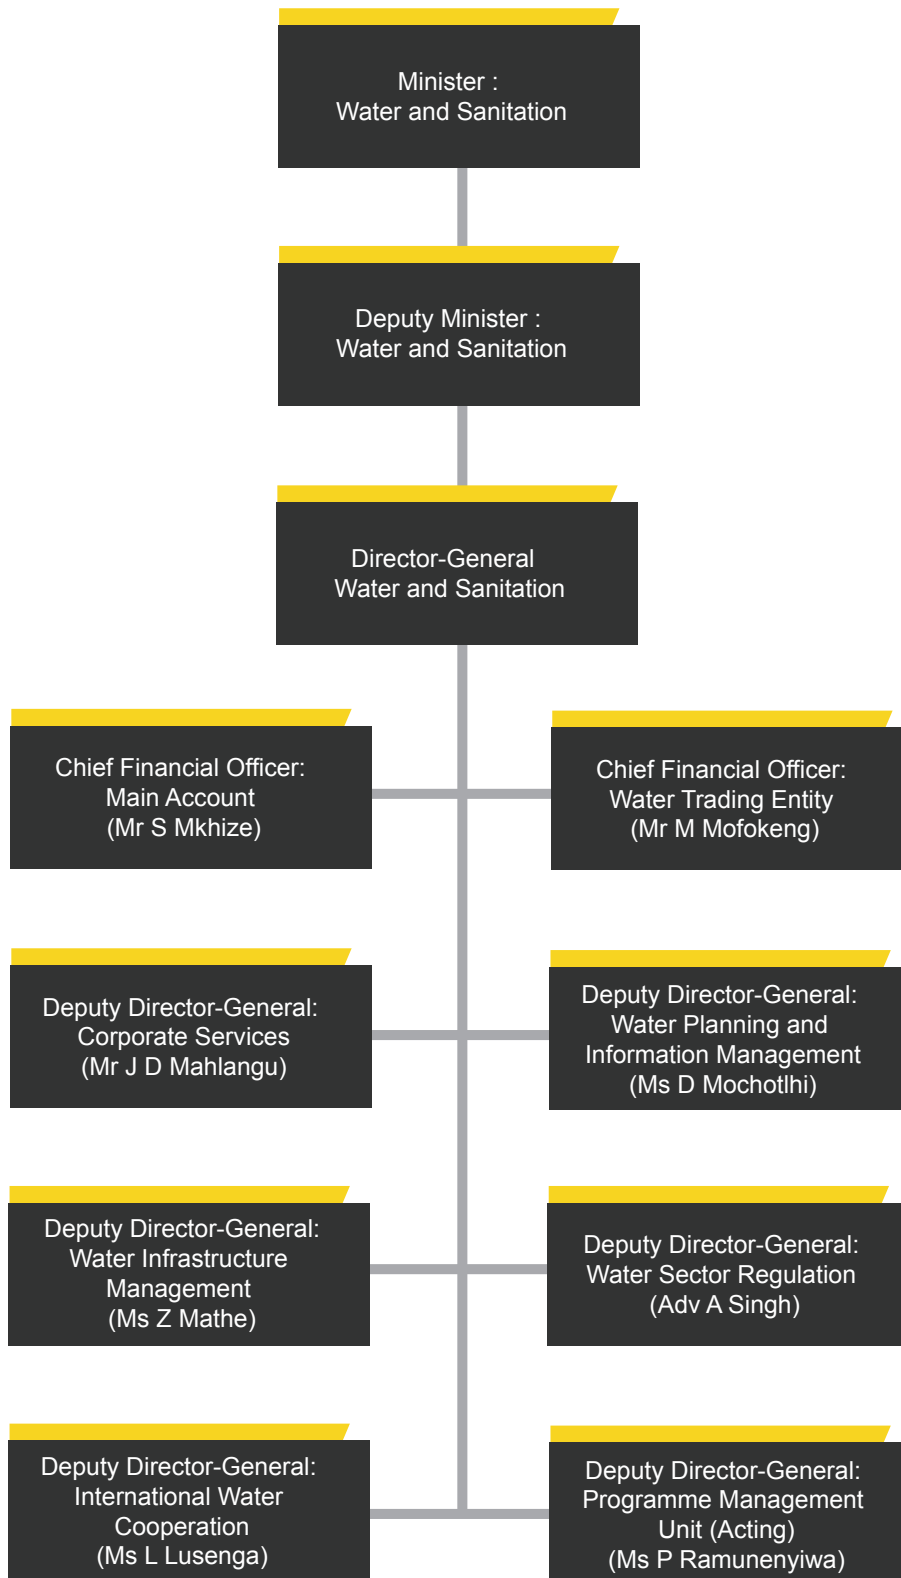 Minister :
Water and Sanitation
Deputy Minister :
Water and Sanitation
Director-General
Water and Sanitation
Chief Financial Officer:
Main Account
(Mr S Mkhize)
Chief Financial Officer:
Water Trading Entity
(Mr M Mofokeng)
Deputy Director-General:
Corporate Services
(Mr J D Mahlangu)
Deputy Director-General:
Water Planning and
Information Management
(Ms D Mochotlhi)
Deputy Director-General:
Water Infrastructure
Management
(Ms Z Mathe)
Deputy Director-General:
Water Sector Regulation
(Adv A Singh)
Deputy Director-General:
International Water
Cooperation
(Ms L Lusenga)
Deputy Director-General:
Programme Management
Unit (Acting)
(Ms P Ramunenyiwa)